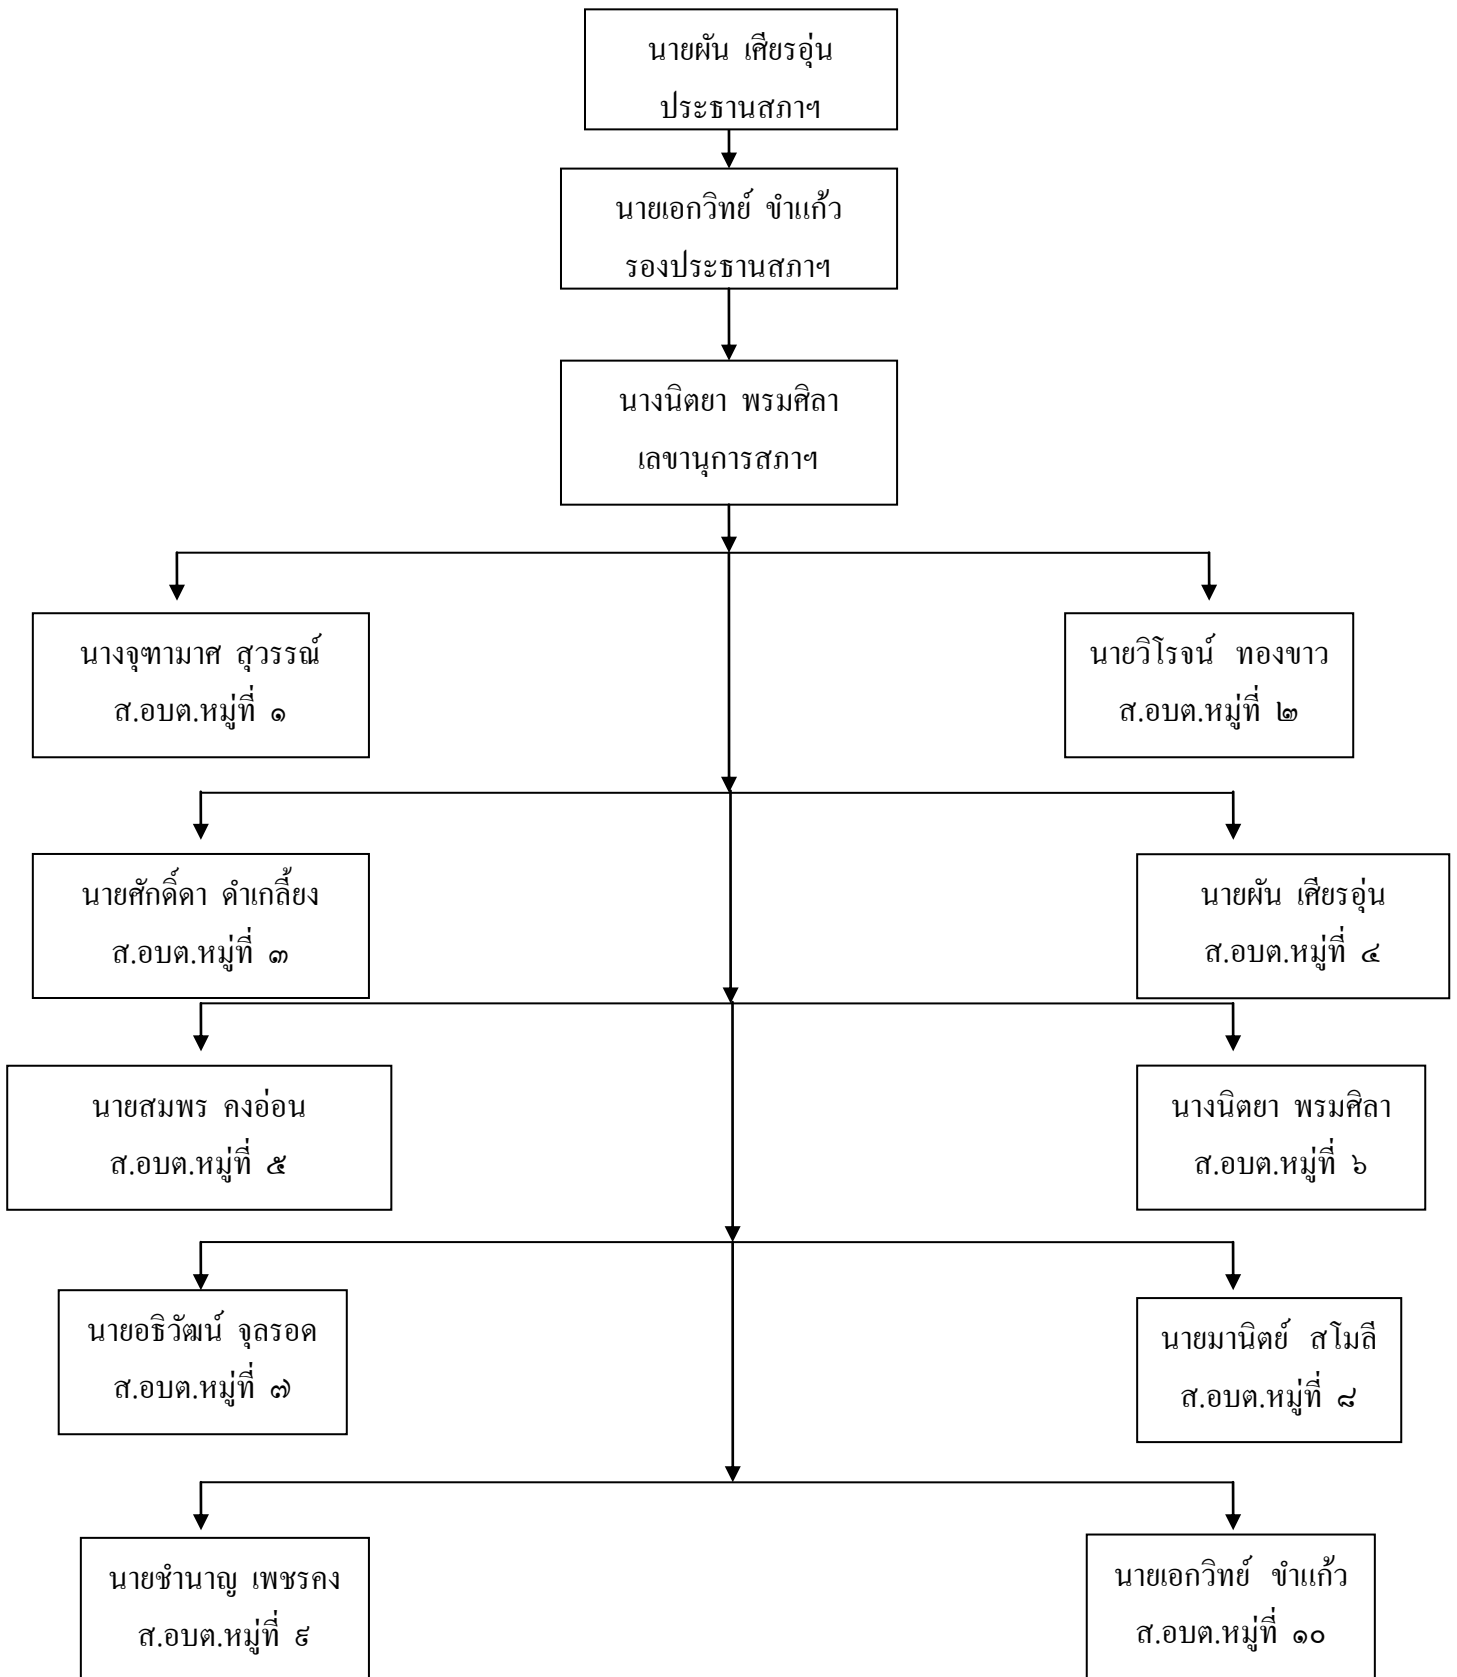 นายผัน เศียรอุ่น
ประธานสภาฯ
นายเอกวิทย์ ขำแก้ว
รองประธานสภาฯ
นางนิตยา พรมศิลา
เลขานุการสภาฯ
นางจุฑามาศ สุวรรณ์
ส.อบต.หมู่ที่ ๑
นายวิโรจน์ ทองขาว
ส.อบต.หมู่ที่ ๒
นายศักดิ์ดา ดำเกลี้ยง
ส.อบต.หมู่ที่ ๓
นายผัน เศียรอุ่น
ส.อบต.หมู่ที่ ๔
นายสมพร คงอ่อน
ส.อบต.หมู่ที่ ๕
นางนิตยา พรมศิลา
ส.อบต.หมู่ที่ ๖
นายอธิวัฒน์ จุลรอด
ส.อบต.หมู่ที่ ๗
นายมานิตย์ สโมลี
ส.อบต.หมู่ที่ ๘
นายชำนาญ เพชรคง
ส.อบต.หมู่ที่ ๙
นายเอกวิทย์ ขำแก้ว
ส.อบต.หมู่ที่ ๑๐